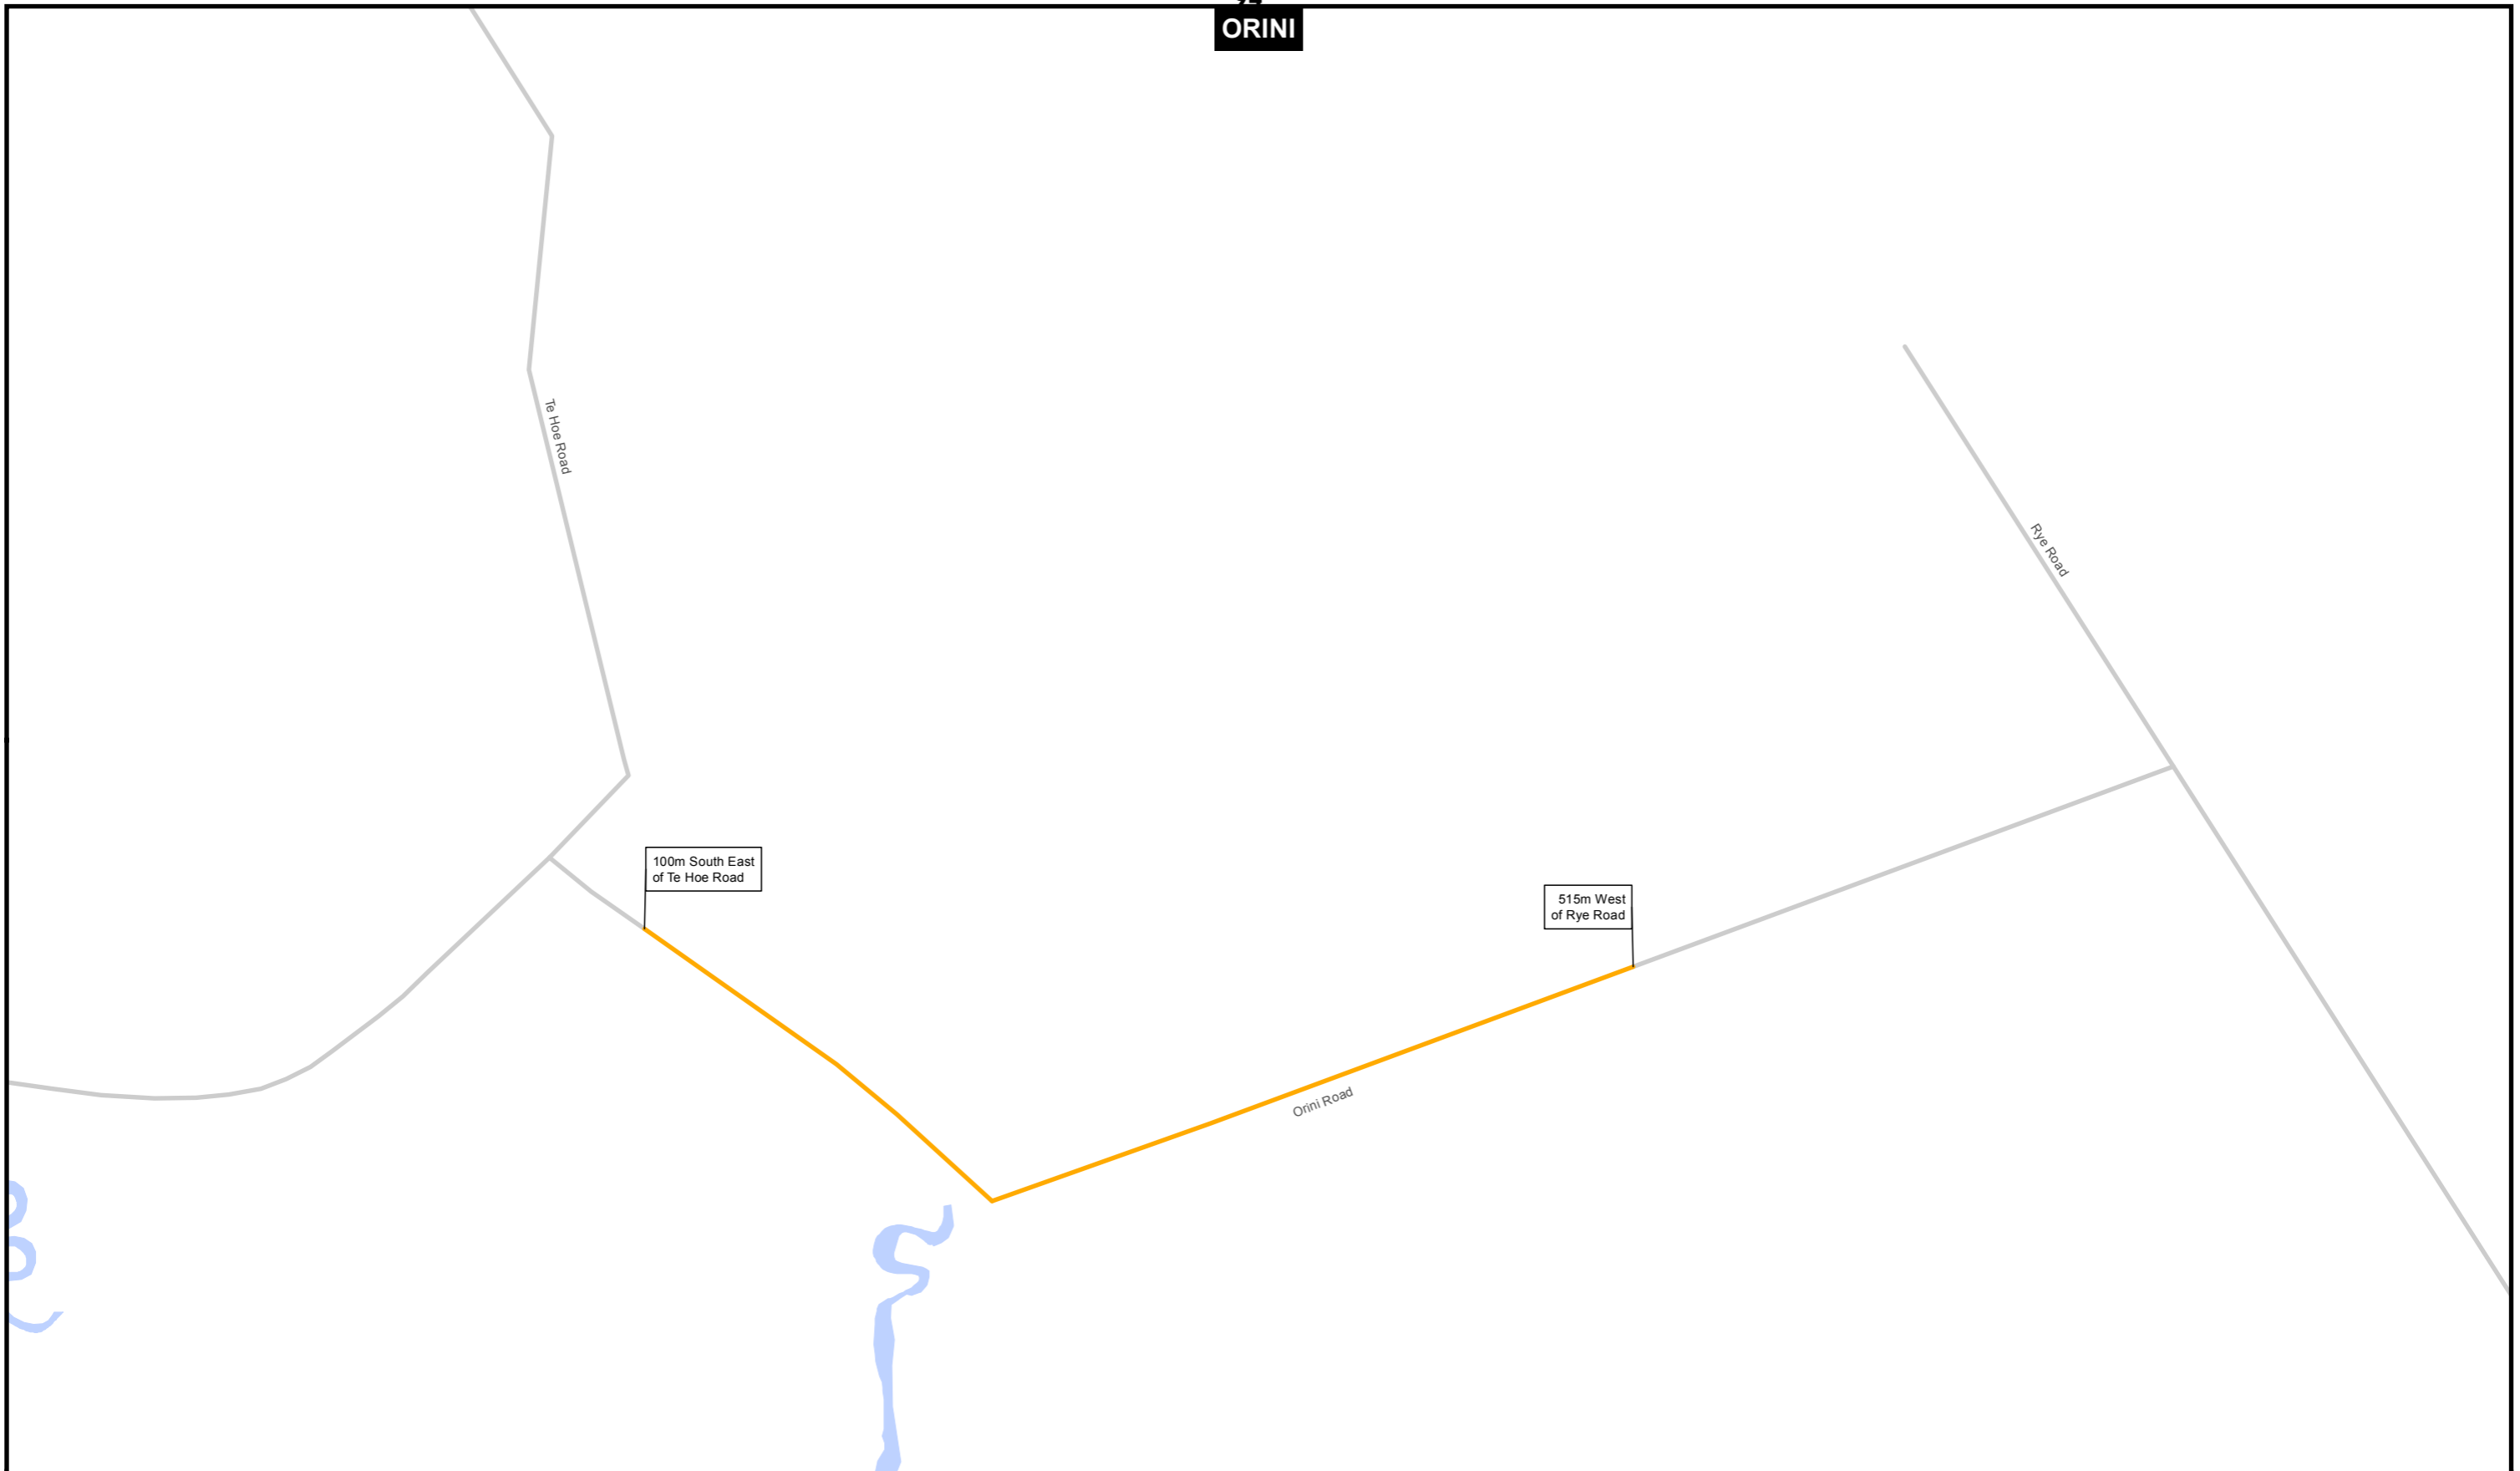 ORINI
Te Hoe Road
Rye Road
100m South East
of Te Hoe Road
515m West
of Rye Road
Orini Road